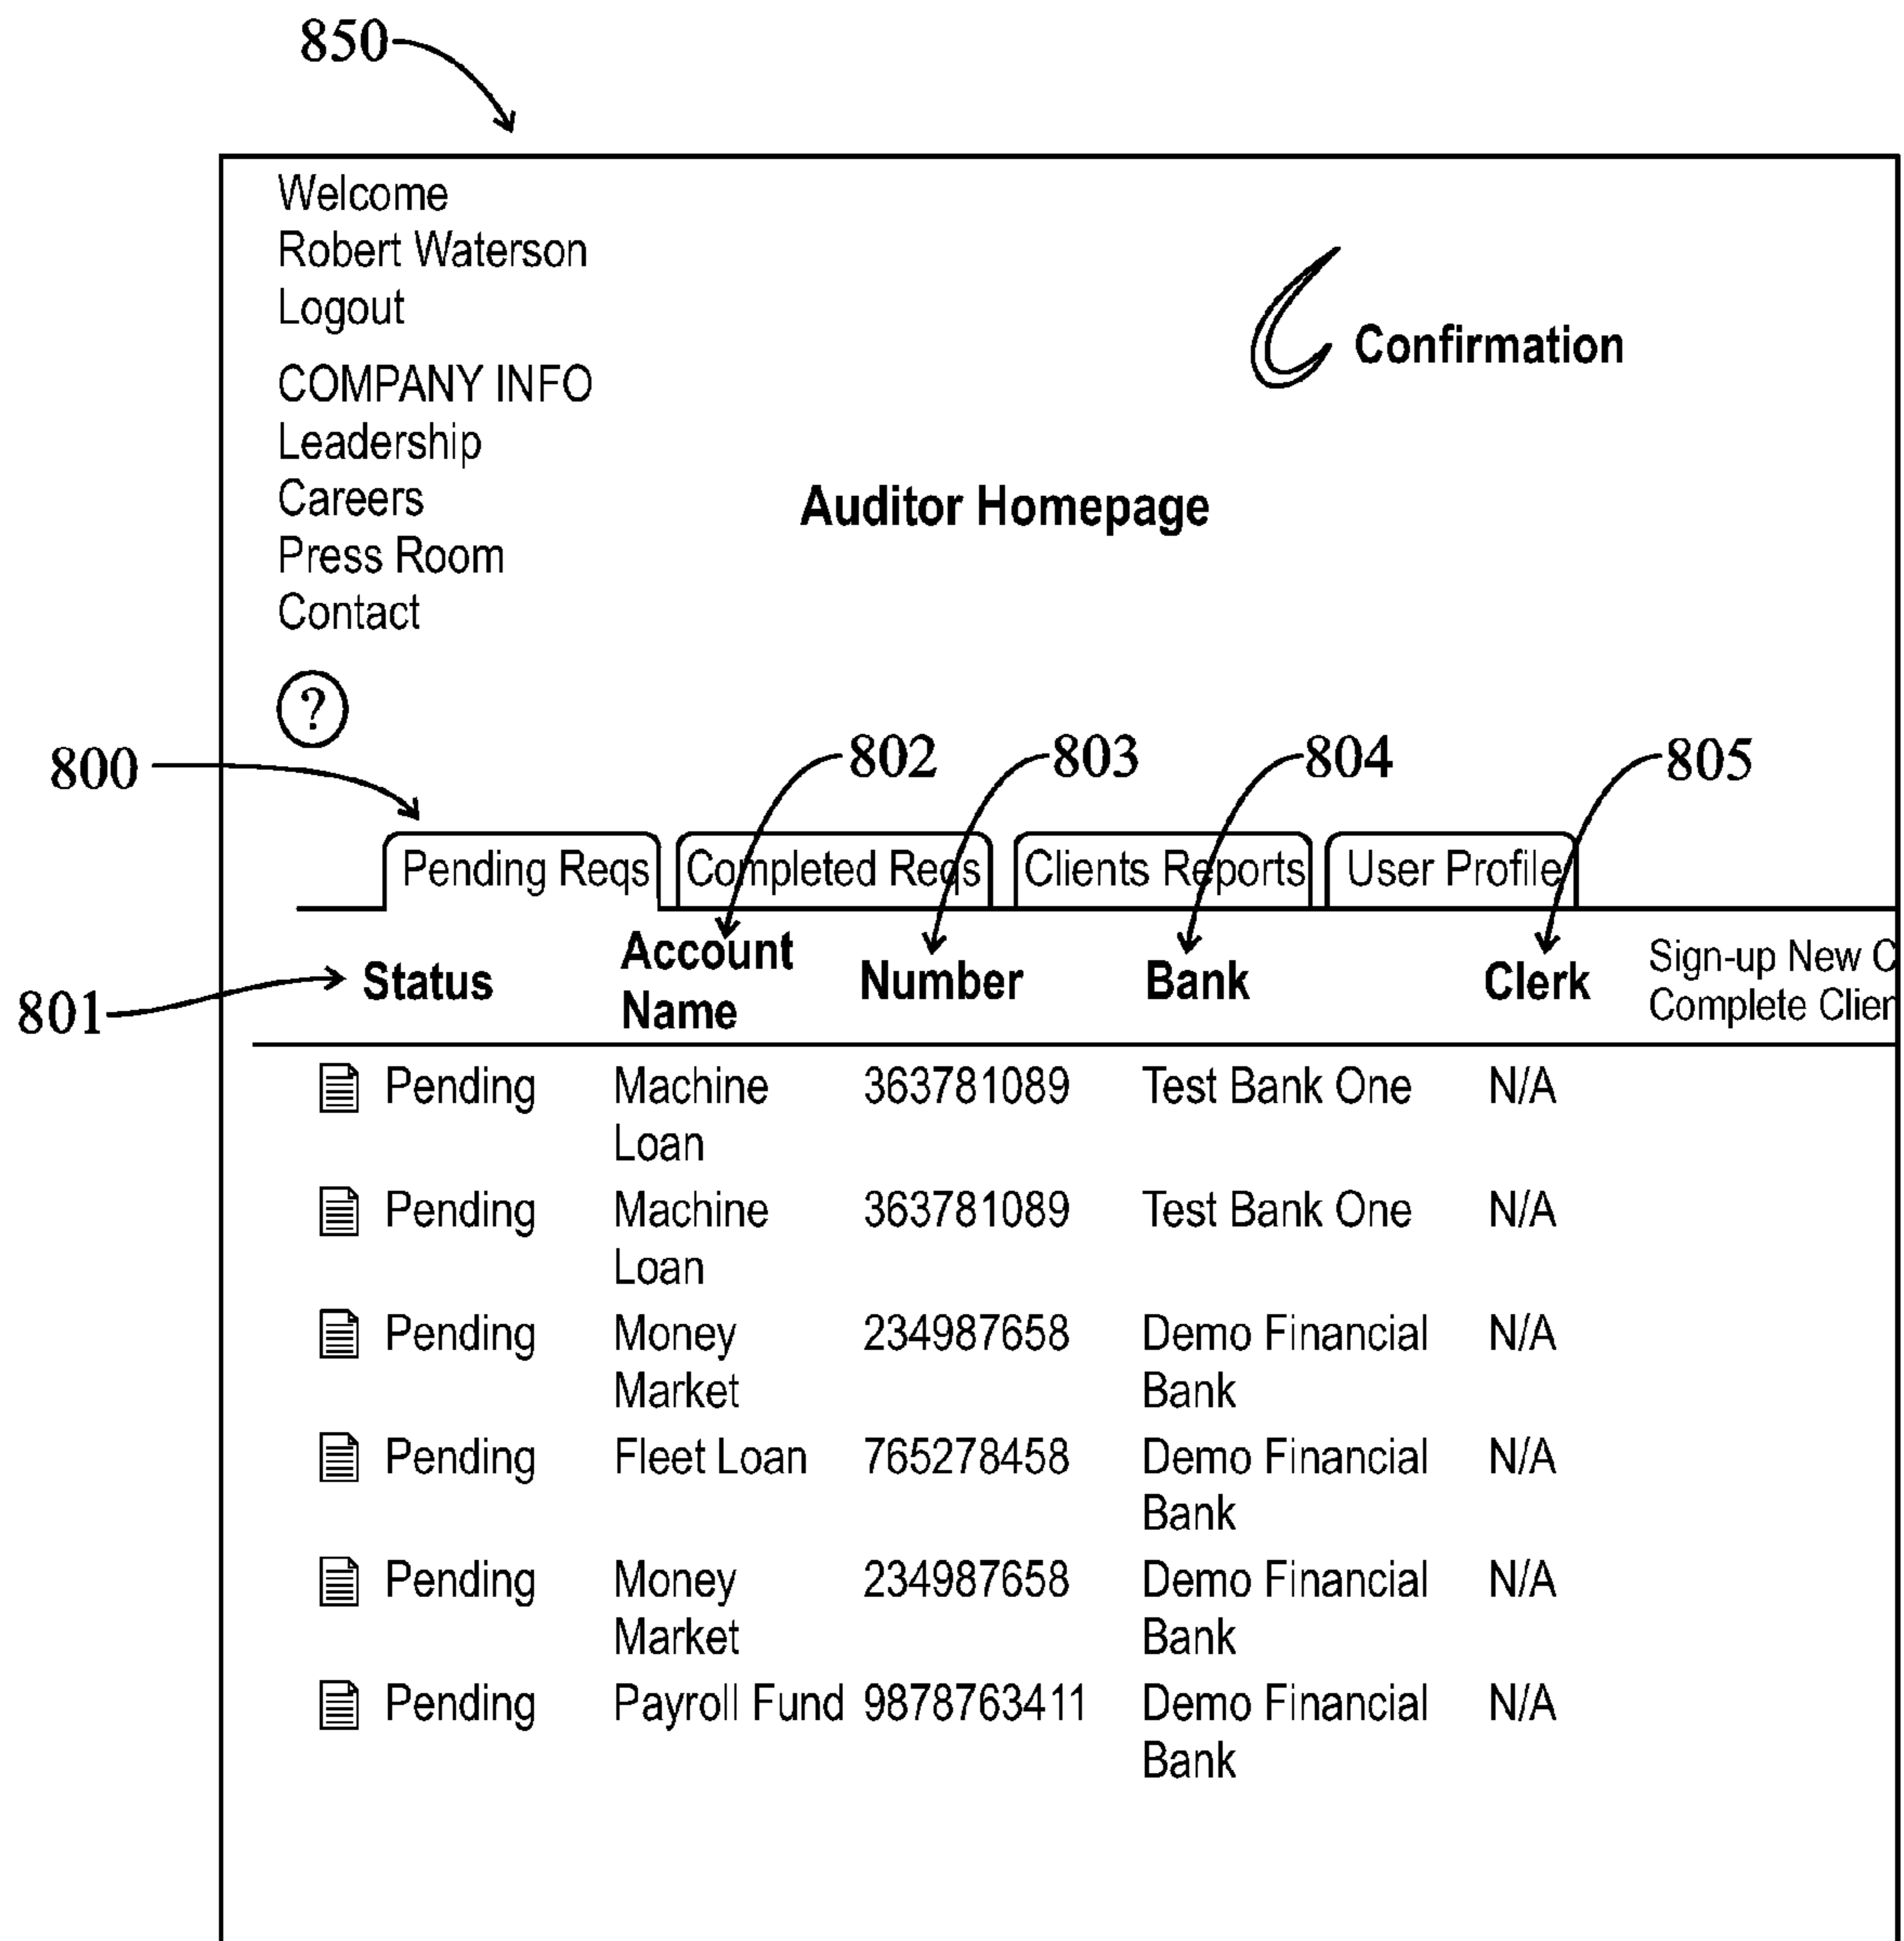 850
Welcome
Robert Waterson
Logout
Confirmation
COMPANY INFO
Leadership
Careers
Auditor Homepage
Press Room
Contact
?
800 802 803 804 805
Pending Reqs Completed Reqs Clients Reports User Profile
801 Status Account Name Number Bank Clerk
Sign-up New C
Complete Clien
Pending Machine Loan 363781089 Test Bank One N/A
Pending Machine Loan 363781089 Test Bank One N/A
Pending Money Market 234987658 Demo Financial Bank N/A
Pending Fleet Loan 765278458 Demo Financial Bank N/A
Pending Money Market 234987658 Demo Financial Bank N/A
Pending Payroll Fund 9878763411 Demo Financial Bank N/A